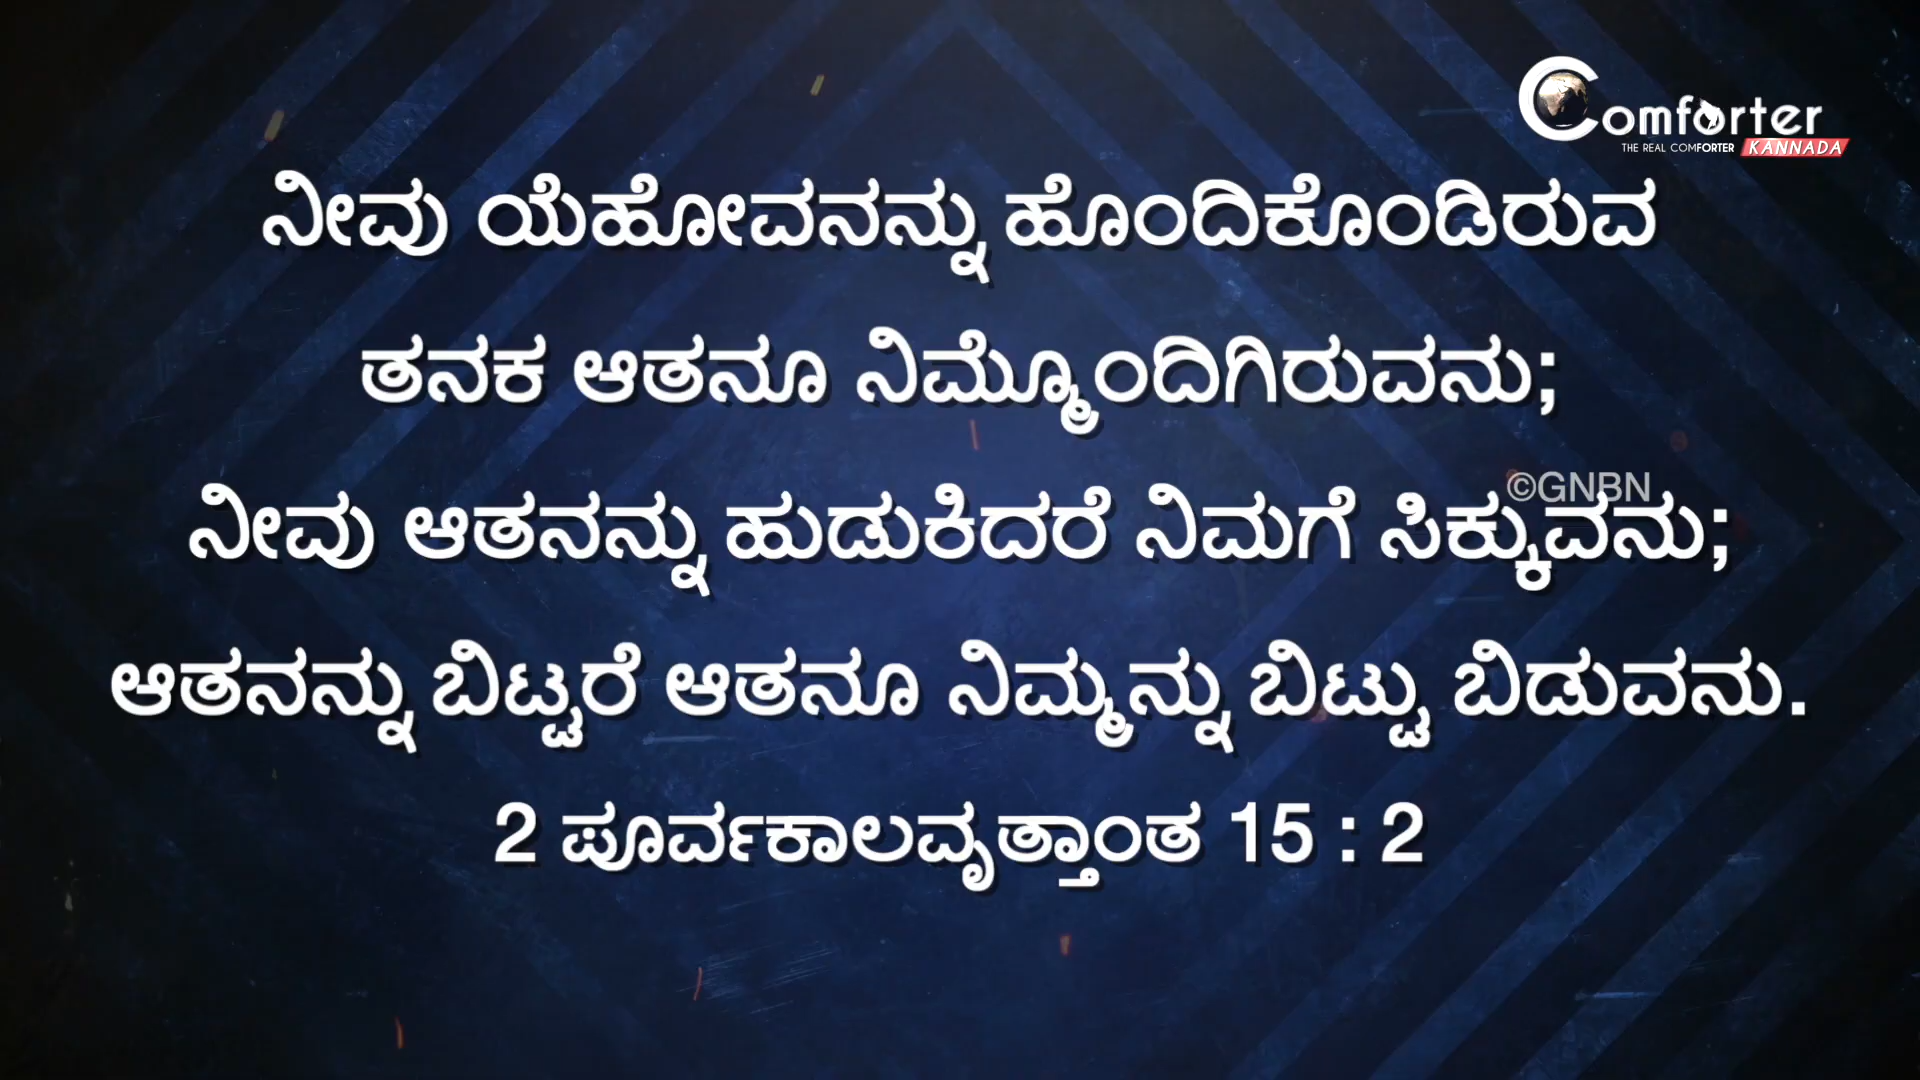 Comforter
THE REAL COMFORTER KANNADA
ನೀವು ಯೆಹೋವನನ್ನು ಹೊಂದಿಕೊಂಡಿರುವ
ತನಕ ಆತನೂ ನಿಮ್ಮೊಂದಿಗಿರುವನು;
©GNBN
ನೀವು ಆತನನ್ನು ಹುಡುಕಿದರೆ ನಿಮಗೆ ಸಿಕ್ಕುವನು;
ಆತನನ್ನು ಬಿಟ್ಟರೆ ಆತನೂ ನಿಮ್ಮನ್ನು ಬಿಟ್ಟು ಬಿಡುವನು.
2 ಪೂರ್ವಕಾಲವೃತ್ತಾಂತ 15 : 2